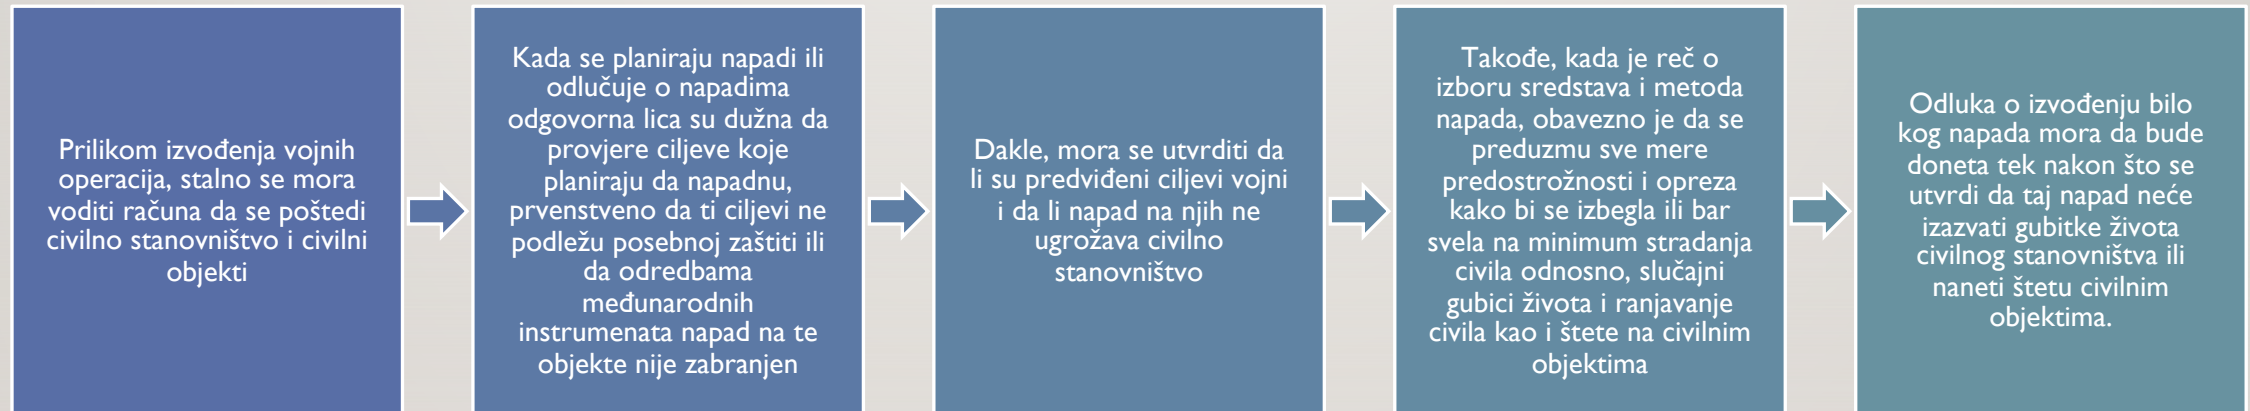 Prilikom izvođenja vojnih
operacija, stalno se mora
voditi računa da se poštedi
civilno stanovništvo i civilni
objekti
Kada se planiraju napadi ili
odlučuje o napadima
odgovorna lica su dužna da
provjere ciljeve koje
planiraju da napadnu,
prvenstveno da ti ciljevi ne
podležu posebnoj zaštiti ili
da odredbama
međunarodnih
instrumenata napad na te
objekte nije zabranjen
Dakle, mora se utvrditi da
li su predviđeni ciljevi vojni
i da li napad na njih ne
ugrožava civilno
stanovništvo
Takođe, kada je reč o
izboru sredstava i metoda
napada, obavezno je da se
preduzmu sve mere
predostrožnosti i opreza
kako bi se izbegla ili bar
svela na minimum stradanja
civila odnosno, slučajni
gubici života i ranjavanje
civila kao i štete na civilnim
objektima
Odluka o izvođenju bilo
kog napada mora da bude
doneta tek nakon što se
utvrdi da taj napad neće
izazvati gubitke života
civilnog stanovništva ili
naneti štetu civilnim
objektima.